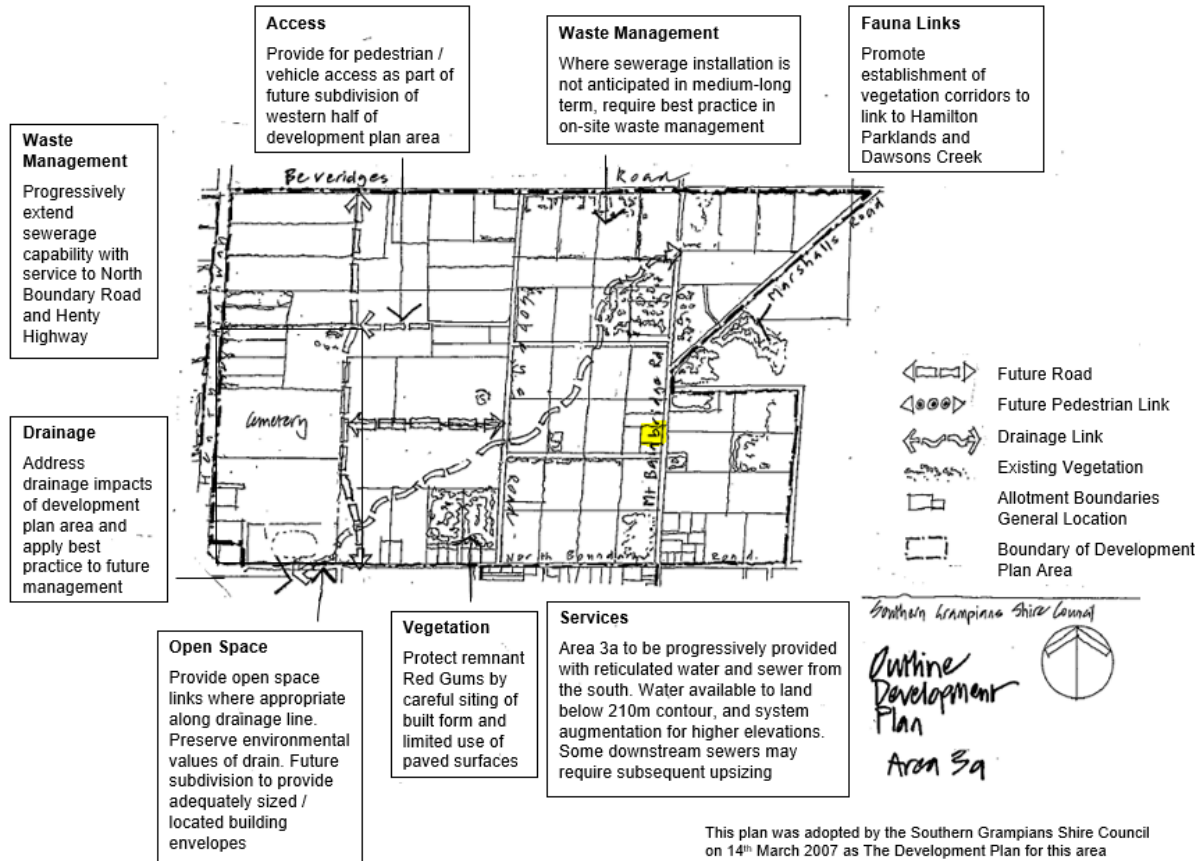 Access
Provide for pedestrian /
vehicle access as part of
future subdivision of
western half of
development plan area
Waste Management
Where sewerage installation is
not anticipated in medium-long
term, require best practice in
on-site waste management
Fauna Links
Promote
establishment of
vegetation corridors to
link to Hamilton
Parklands and
Dawsons Creek
Waste
Management
Progressively
extend
sewerage
capability with
service to North
Boundary Road
and Henty
Highway
Beveridges Road
Marshalls Road
Mt Bainbridge Rd
Cemetery
Road
North Boundary Road
Drainage
Address
drainage impacts
of development
plan area and
apply best
practice to future
management
Future Road
Future Pedestrian Link
Drainage Link
Existing Vegetation
Allotment Boundaries
General Location
Boundary of Development
Plan Area
Open Space
Provide open space
links where appropriate
along drainage line.
Preserve environmental
values of drain. Future
subdivision to provide
adequately sized /
located building
envelopes
Vegetation
Protect remnant
Red Gums by
careful siting of
built form and
limited use of
paved surfaces
Services
Area 3a to be progressively provided
with reticulated water and sewer from
the south. Water available to land
below 210m contour, and system
augmentation for higher elevations.
Some downstream sewers may
require subsequent upsizing
Southern Grampians Shire Council
Outline
Development
Plan
Area 3a
This plan was adopted by the Southern Grampians Shire Council
on 14th March 2007 as The Development Plan for this area